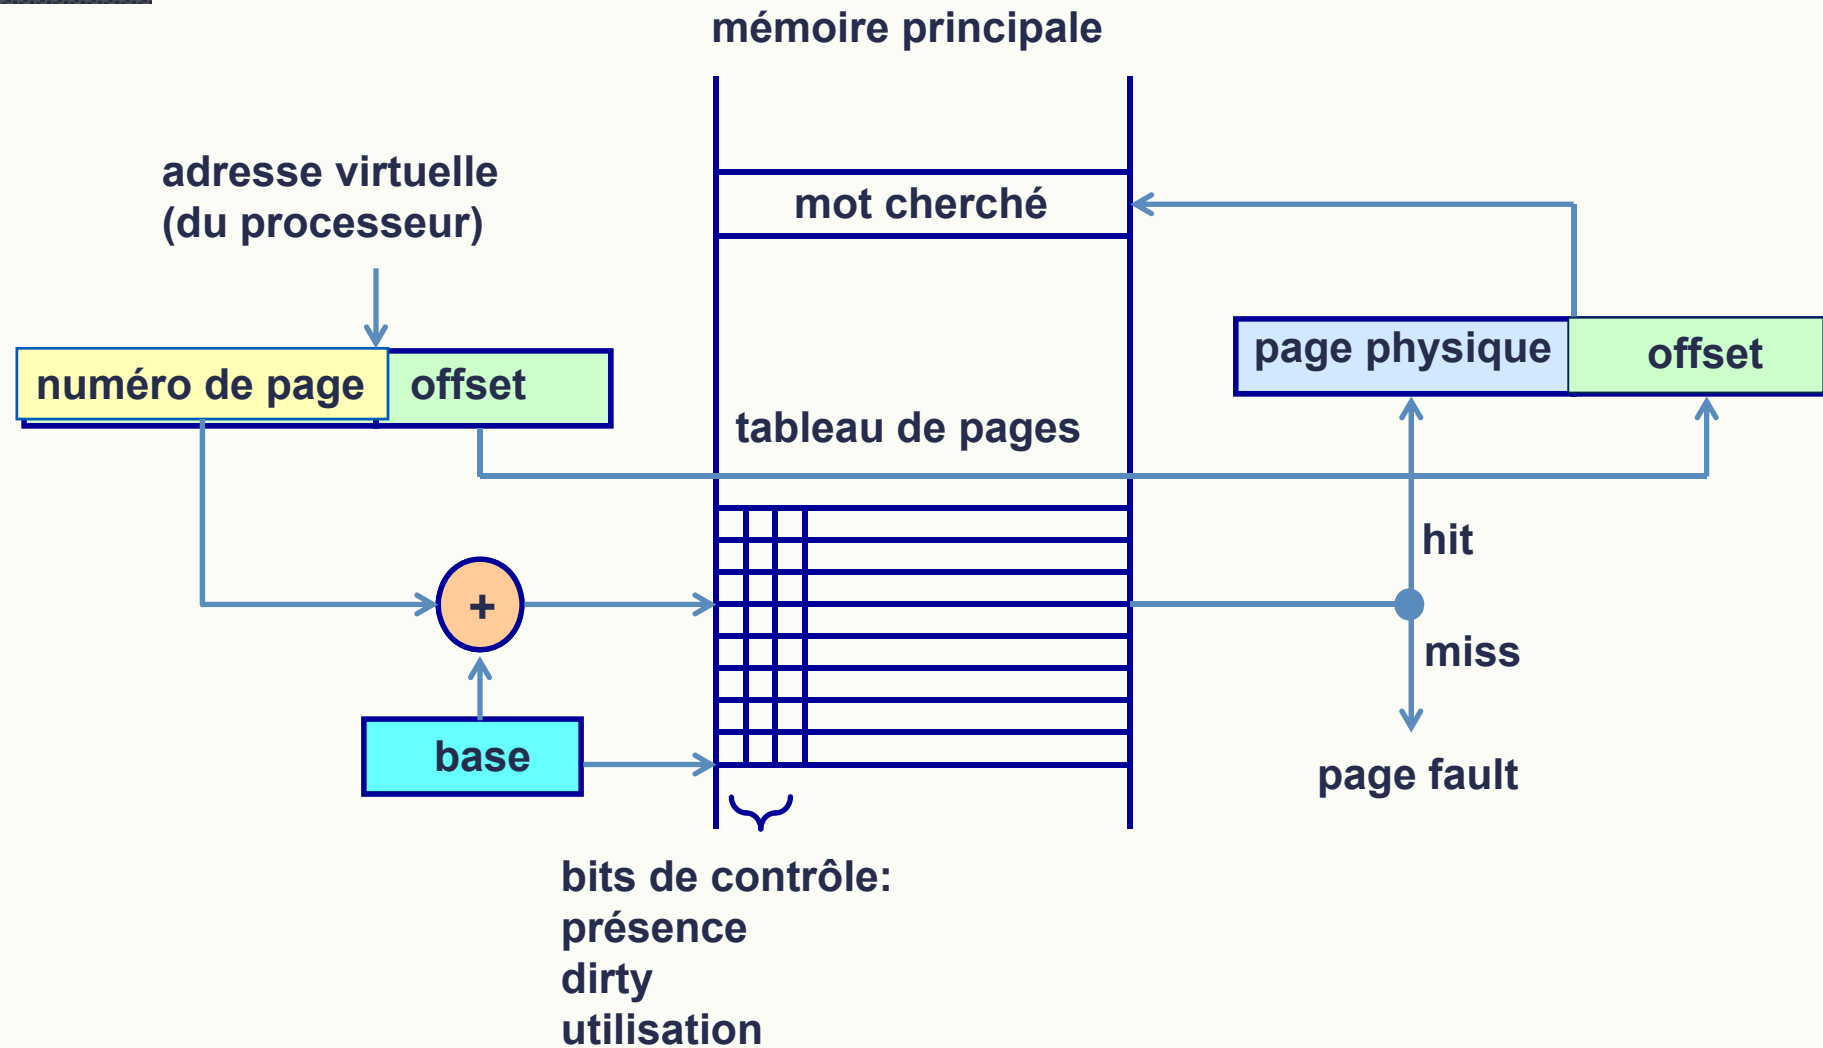 mémoire principale
adresse virtuelle
(du processeur)
mot cherché
numéro de page
offset
page physique
offset
tableau de pages
hit
+
miss
base
page fault
bits de contrôle:
présence
dirty
utilisation